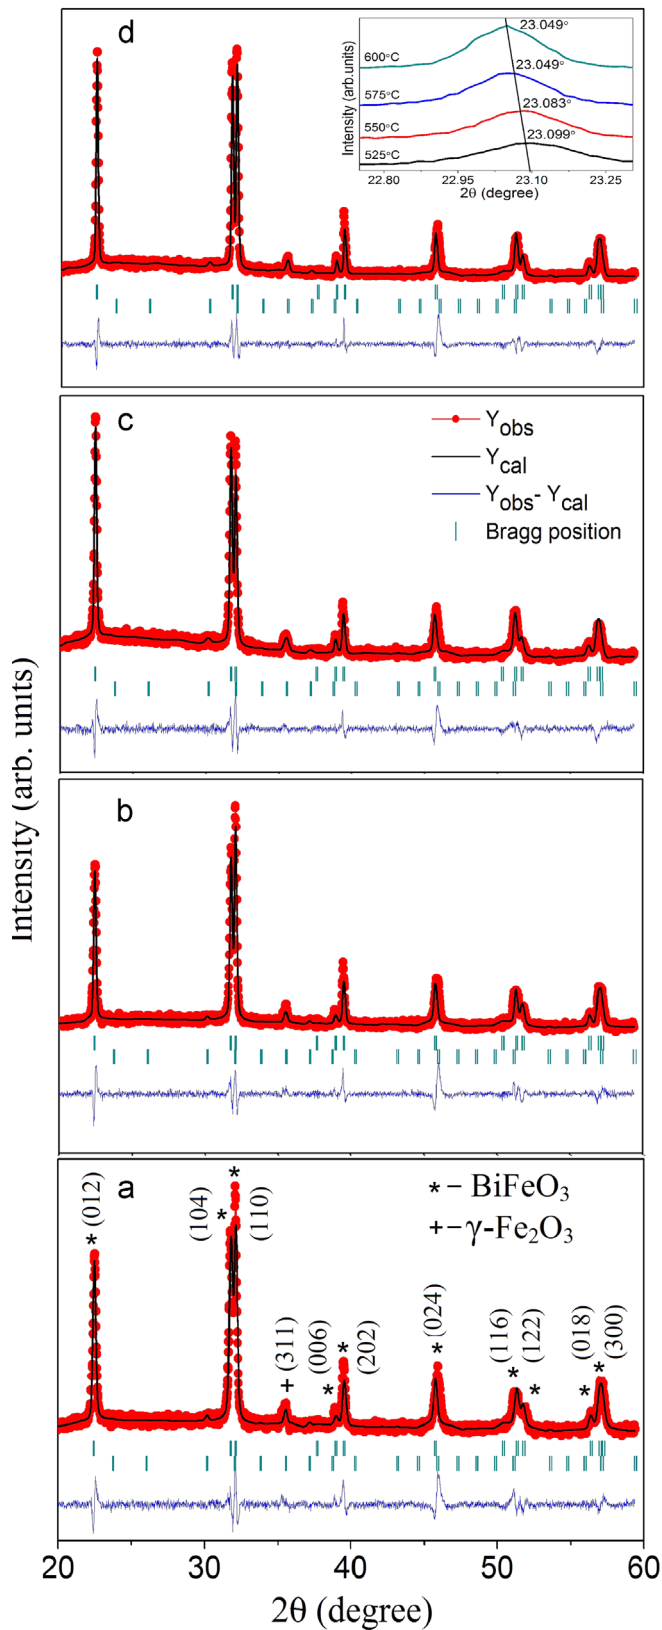 d
Intensity (arb.units)
600°C
575°C
550°C
525°C
23.049°
23.049°
23.083°
23.099°
22.80 22.95 23.10 23.25
2θ (degree)
c
Yobs
Ycal
Yobs- Ycal
Bragg position
b
Intensity (arb. units)
a
*– BiFeO3
+–γ-Fe2O3
* (012)
(104) *
* (110)
+ (311)
(006) *
* (202)
* (024)
(116) *
(122) *
(018) *
(300) *
20 30 40 50 60
2θ (degree)